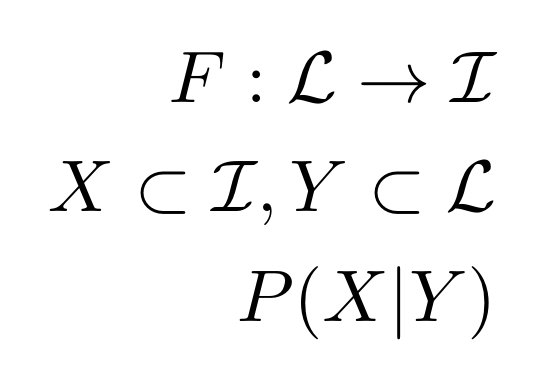 F : ℒ → ℐ
X ⊂ ℐ, Y ⊂ ℒ
P(X|Y)